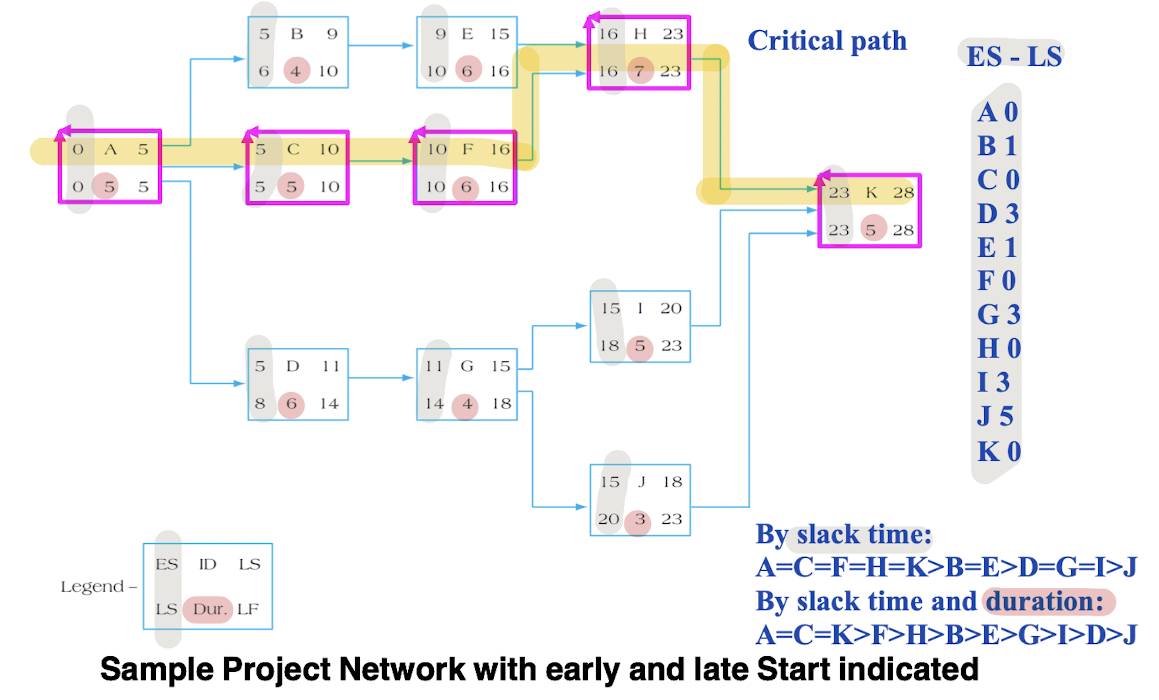 5 B 9
6 4 10
9 E 15
10 6 16
16 H 23
16 7 23
Critical path
ES - LS
A 0
B 1
C 0
D 3
E 1
F 0
G 3
H 0
I 3
J 5
K 0
0 A 5
0 5 5
5 C 10
5 5 10
10 F 16
10 6 16
23 K 28
23 5 28
15 I 20
18 5 23
5 D 11
8 6 14
11 G 15
14 4 18
15 J 18
20 3 23
Legend –
ES ID LS
LS Dur. LF
By slack time:
A=C=F=H=K>B=E>D=G=I>J
By slack time and duration:
A=C=K>F>H>B>E>G>I>D>J
Sample Project Network with early and late Start indicated